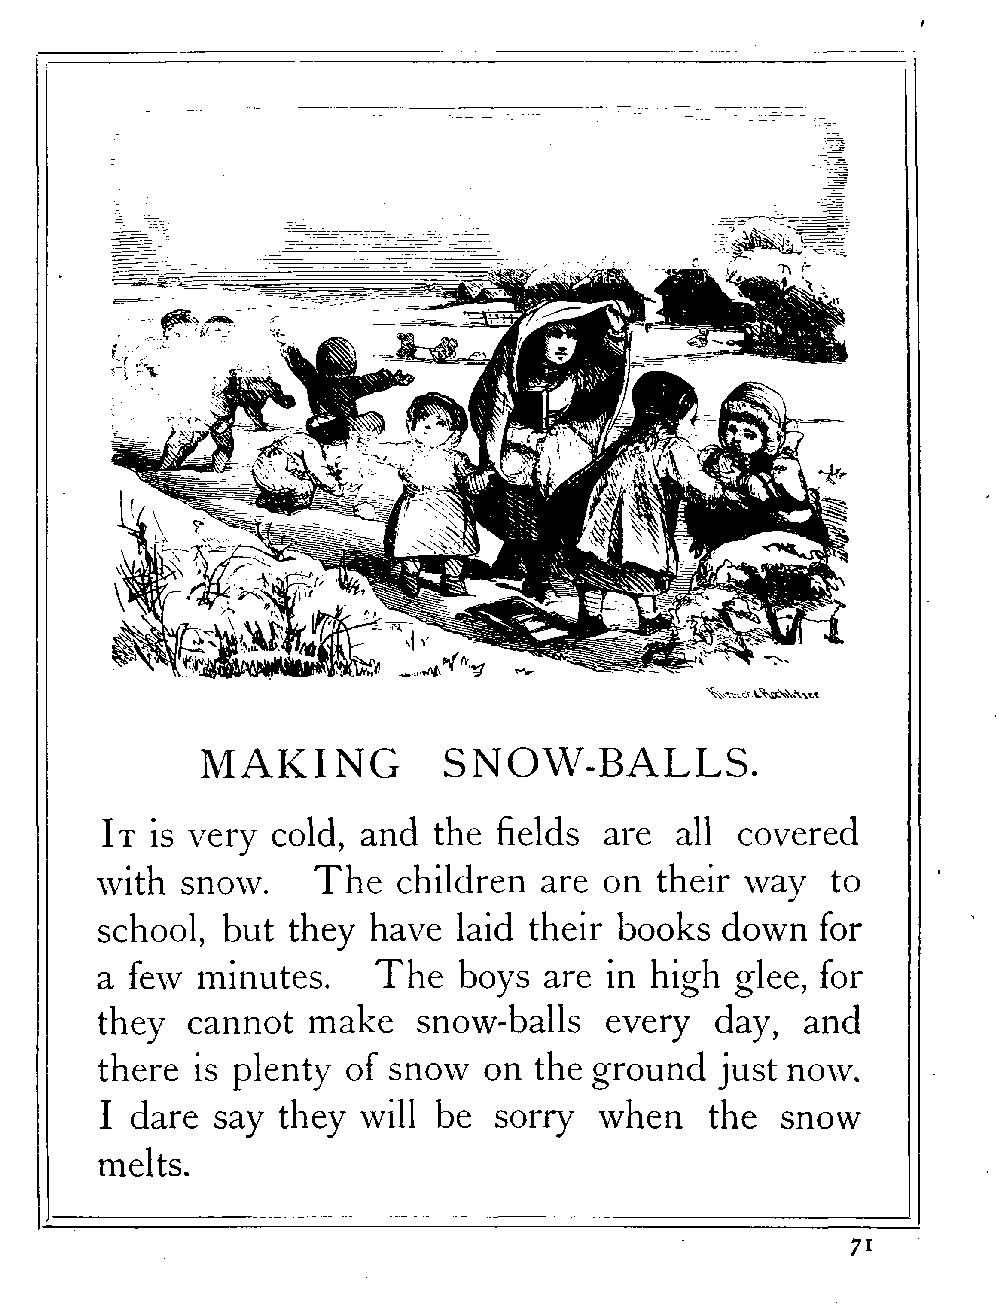 MAKING SNOW-BALLS.
IT is very cold, and the fields are all covered
with snow. The children are on their way to
school, but they have laid their books down for
a few minutes. The boys are in high glee, for
they cannot make snow-balls every day, and
there is plenty of snow on the ground just now.
I dare say they will be sorry when the snow
melts.
71